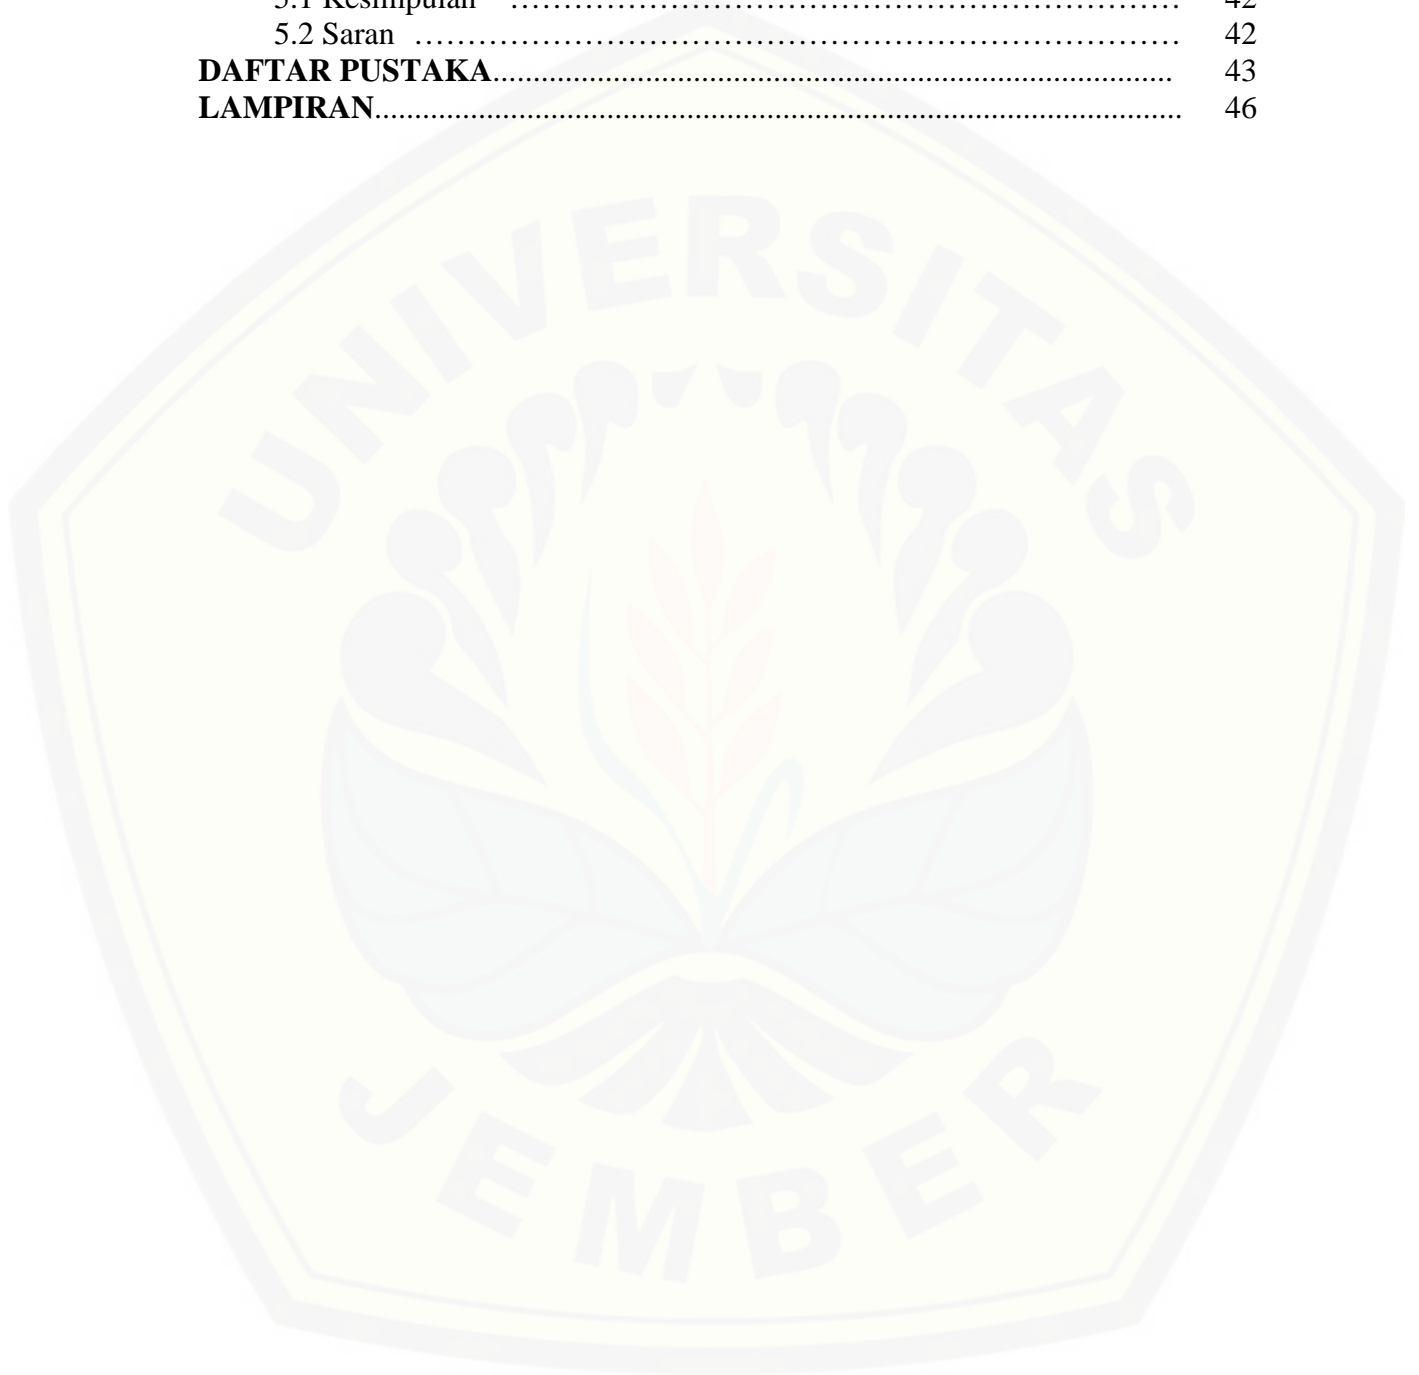 5.1 Kesimpulan ……………………………………………………………… 42
5.2 Saran ………………………………………………………………………… 42
DAFTAR PUSTAKA..................................................................................... 43
LAMPIRAN..................................................................................................... 46
UNIVERSITAS
JEMBER